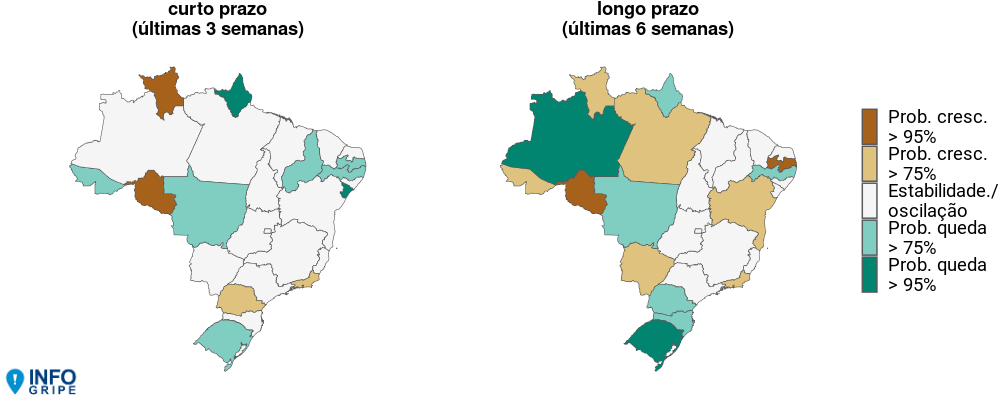 curto prazo
(últimas 3 semanas)
longo prazo
(últimas 6 semanas)
Prob. cresc.
> 95%
Prob. cresc.
> 75%
Estabilidade./
oscilação
Prob. queda
> 75%
Prob. queda
> 95%
INFO
GRIPE